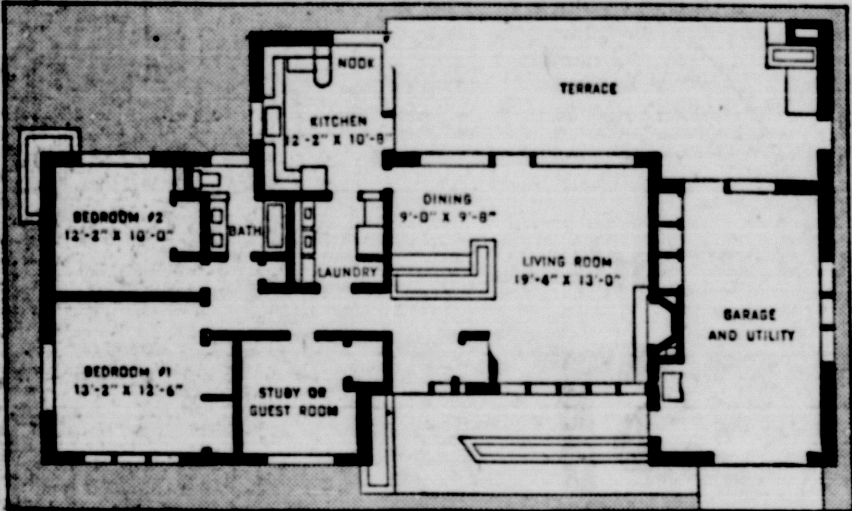 NOOK
TERRACE
KITCHEN
12'-2" X 10'-8"
BEDROOM #2
12'-2" X 10'-0"
BATH
DINING
9'-0" X 9'-8"
LAUNDRY
LIVING ROOM
19'-4" X 13'-0"
GARAGE
AND UTILITY
BEDROOM #1
13'-2" X 12'-6"
STUDY OR
GUEST ROOM